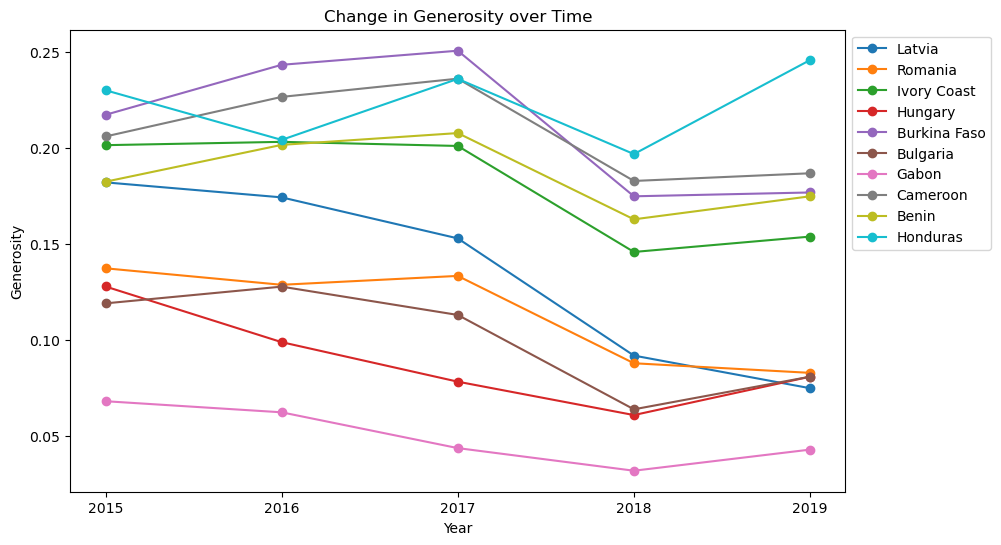 Change in Generosity over Time
0.25
0.20
0.15
0.10
0.05
Generosity
2015 2016 2017 2018 2019
Year
Latvia
Romania
Ivory Coast
Hungary
Burkina Faso
Bulgaria
Gabon
Cameroon
Benin
Honduras